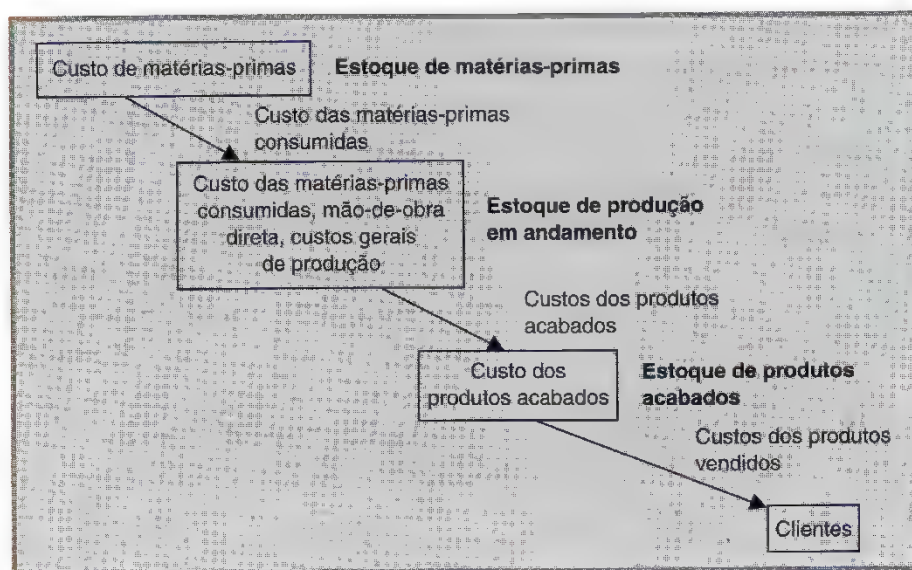 Custo de matérias-primas
Estoque de matérias-primas
Custo das matérias-primas
consumidas
Custo das matérias-primas
consumidas, mão-de-obra
direta, custos gerais
de produção
Estoque de produção
em andamento
Custos dos produtos
acabados
Custo dos
produtos acabados
Estoque de produtos
acabados
Custos dos produtos
vendidos
Clientes